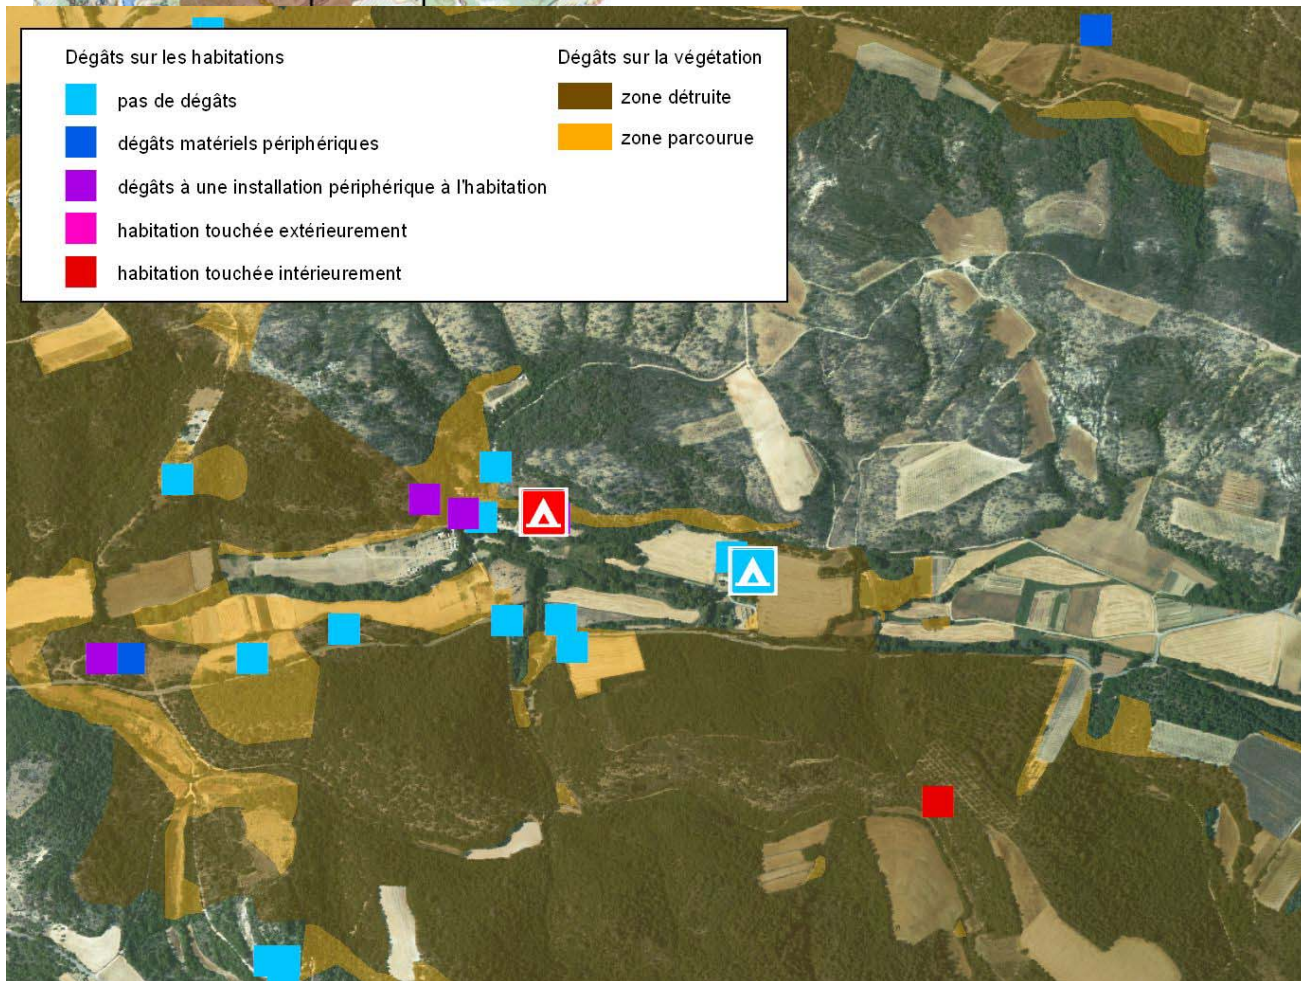 Dégâts sur les habitations
pas de dégâts
dégâts matériels périphériques
dégâts à une installation périphérique à l'habitation
habitation touchée extérieurement
habitation touchée intérieurement
Dégâts sur la végétation
zone détruite
zone parcourue